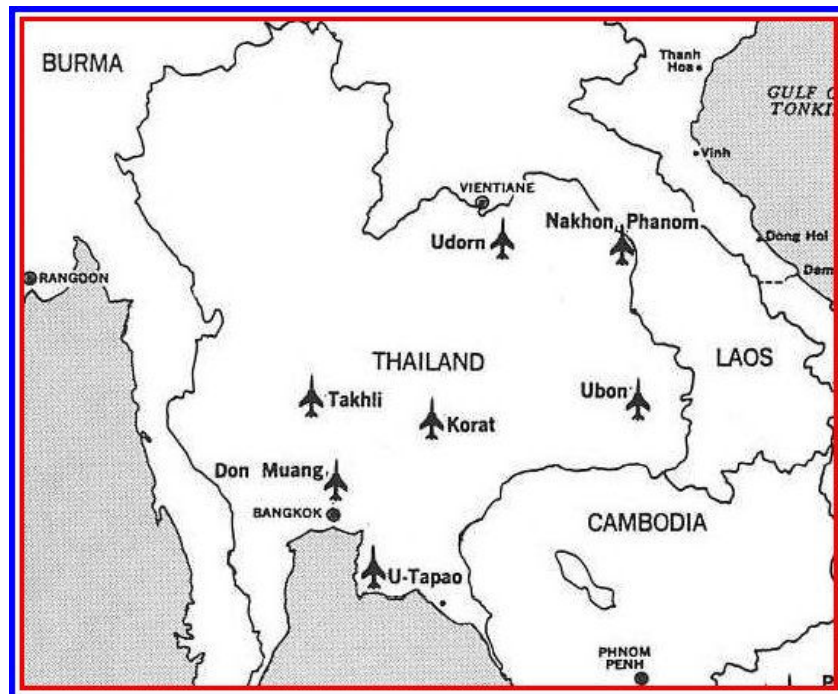 BURMA
Thanh
Hoa
GULF
TONKI
Vinh
VIENTIANE
Nakhon Phanom
Udorn
Dong Hoi
Dem
RANGOON
THAILAND
LAOS
Takhli
Ubon
Korat
Don Muang
BANGKOK
CAMBODIA
U-Tapao
PHNOM
PENH